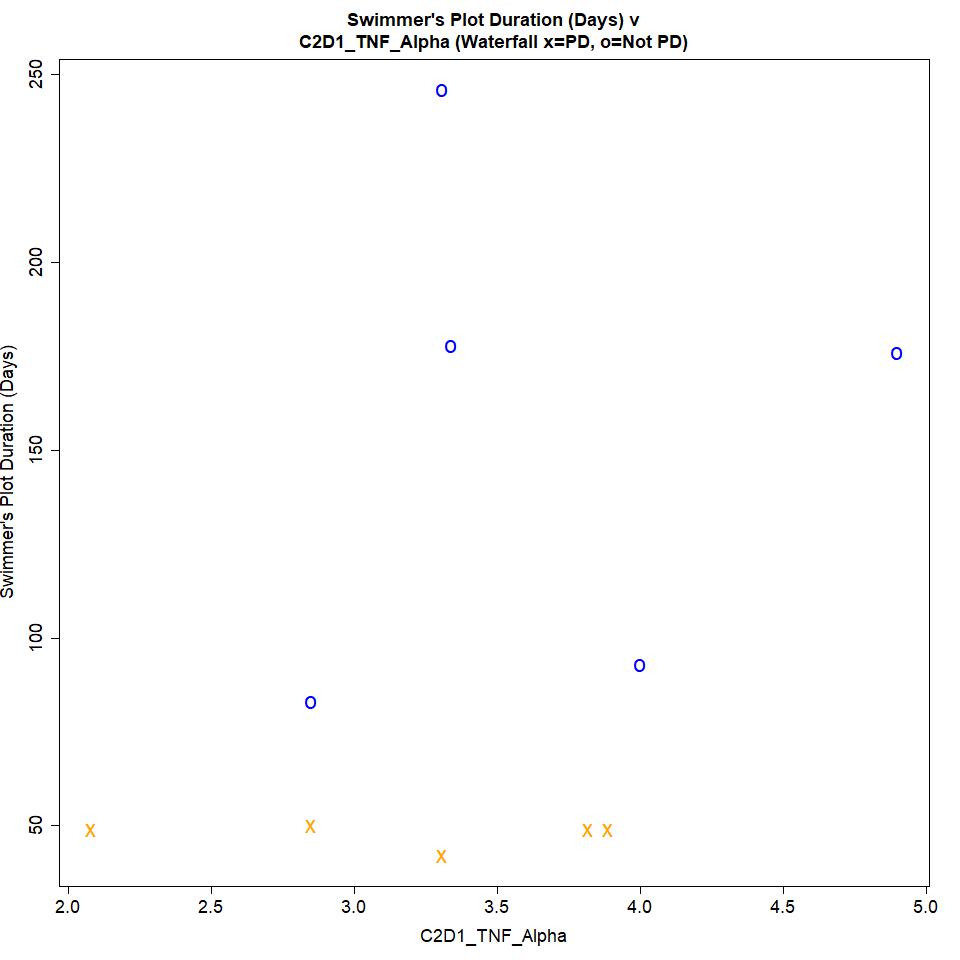 Swimmer's Plot Duration (Days) v
C2D1_TNF_Alpha (Waterfall x=PD, o=Not PD)
Swimmer's Plot Duration (Days)
250
200
150
100
50
o
o
o
o
o
x
x
x
x
x
2.0
2.5
3.0
3.5
4.0
4.5
5.0
C2D1_TNF_Alpha